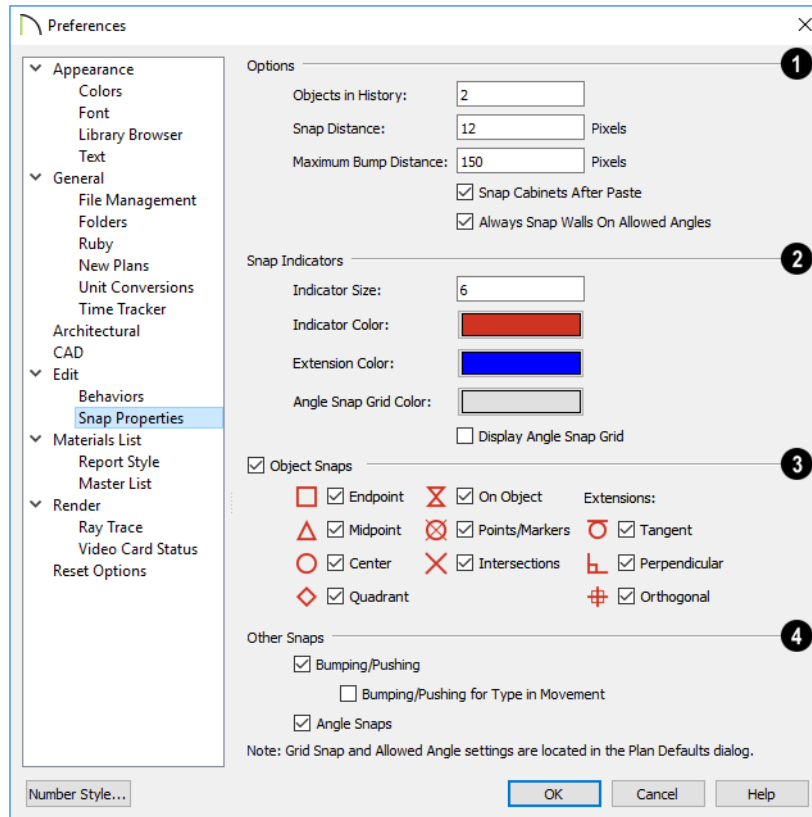 Preferences
Appearance
Colors
Font
Library Browser
Text
General
File Management
Folders
Ruby
New Plans
Unit Conversions
Time Tracker
Architectural
CAD
Edit
Behaviors
Snap Properties
Materials List
Report Style
Master List
Render
Ray Trace
Video Card Status
Reset Options
Options 1
Objects in History: 2
Snap Distance: 12 Pixels
Maximum Bump Distance: 150 Pixels
Snap Cabinets After Paste
Always Snap Walls On Allowed Angles
Snap Indicators 2
Indicator Size: 6
Indicator Color:
Extension Color:
Angle Snap Grid Color:
Display Angle Snap Grid
Object Snaps 3
Endpoint On Object Extensions:
Midpoint Points/Markers Tangent
Center Intersections Perpendicular
Quadrant Orthogonal
Other Snaps 4
Bumping/Pushing
Bumping/Pushing for Type in Movement
Angle Snaps
Note: Grid Snap and Allowed Angle settings are located in the Plan Defaults dialog.
Number Style... OK Cancel Help